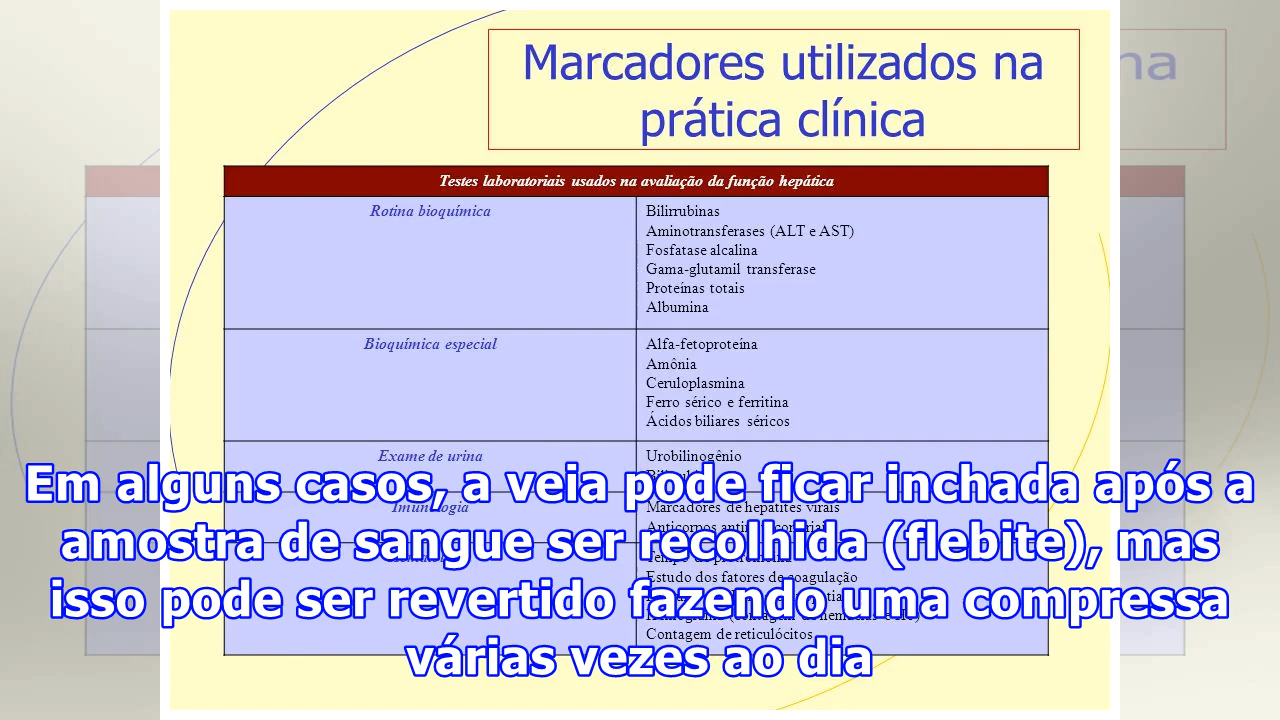 Marcadores utilizados na
prática clínica
na
Testes laboratoriais usados na avaliação da função hepática
Rotina bioquímica
Bilirrubinas
Aminotransferases (ALT e AST)
Fosfatase alcalina
Gama-glutamil transferase
Proteínas totais
Albumina
Bioquímica especial
Alfa-fetoproteína
Amônia
Ceruloplasmina
Ferro sérico e ferritina
Ácidos biliares séricos
Exame de urina
Urobilinogênio
Imunologia
Marcadores de hepatites virais
Estudo dos fatores de coagulação
Contagem de reticulócitos
Em alguns casos, a veia pode ficar inchada após a
amostra de sangue ser recolhida (flebite), mas
isso pode ser revertido fazendo uma compressa
várias vezes ao dia